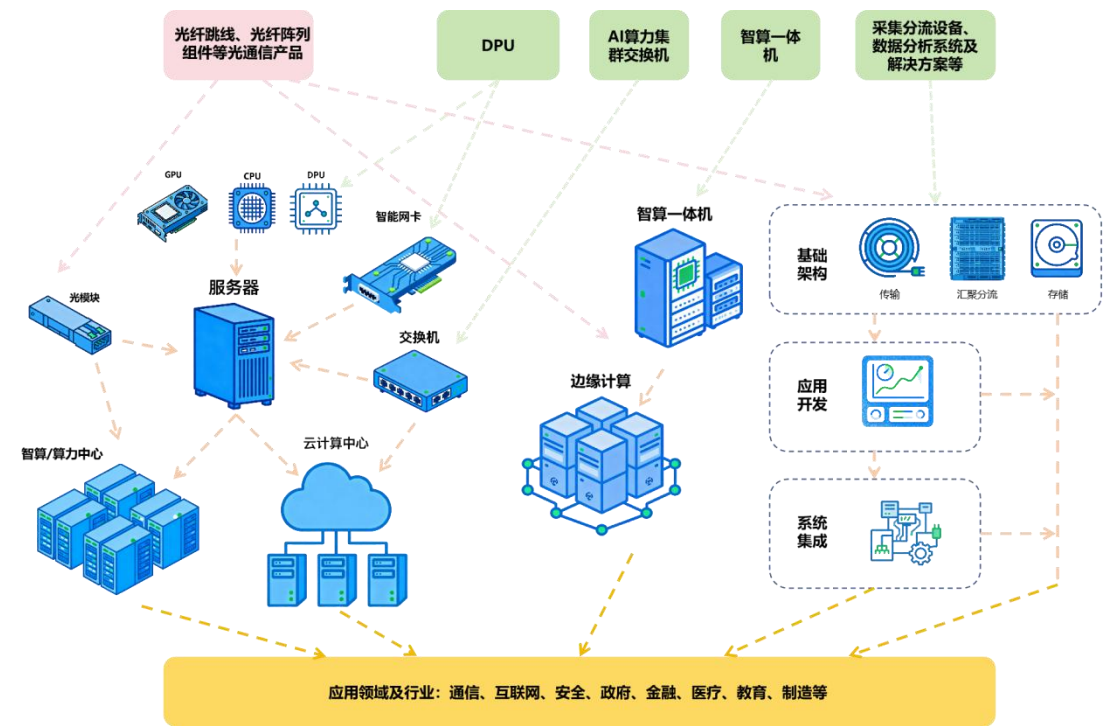 光纤跳线、光纤阵列
组件等光通信产品
DPU
AI算力集
群交换机
智算一体
机
采集分流设备、
数据分析系统及
解决方案等
GPU
CPU
DPU
智能网卡
智算一体机
基础
架构
传输
汇聚分流
存储
光模块
服务器
交换机
边缘计算
应用
开发
智算/算力中心
云计算中心
系统
集成
应用领域及行业：通信、互联网、安全、政府、金融、医疗、教育、制造等